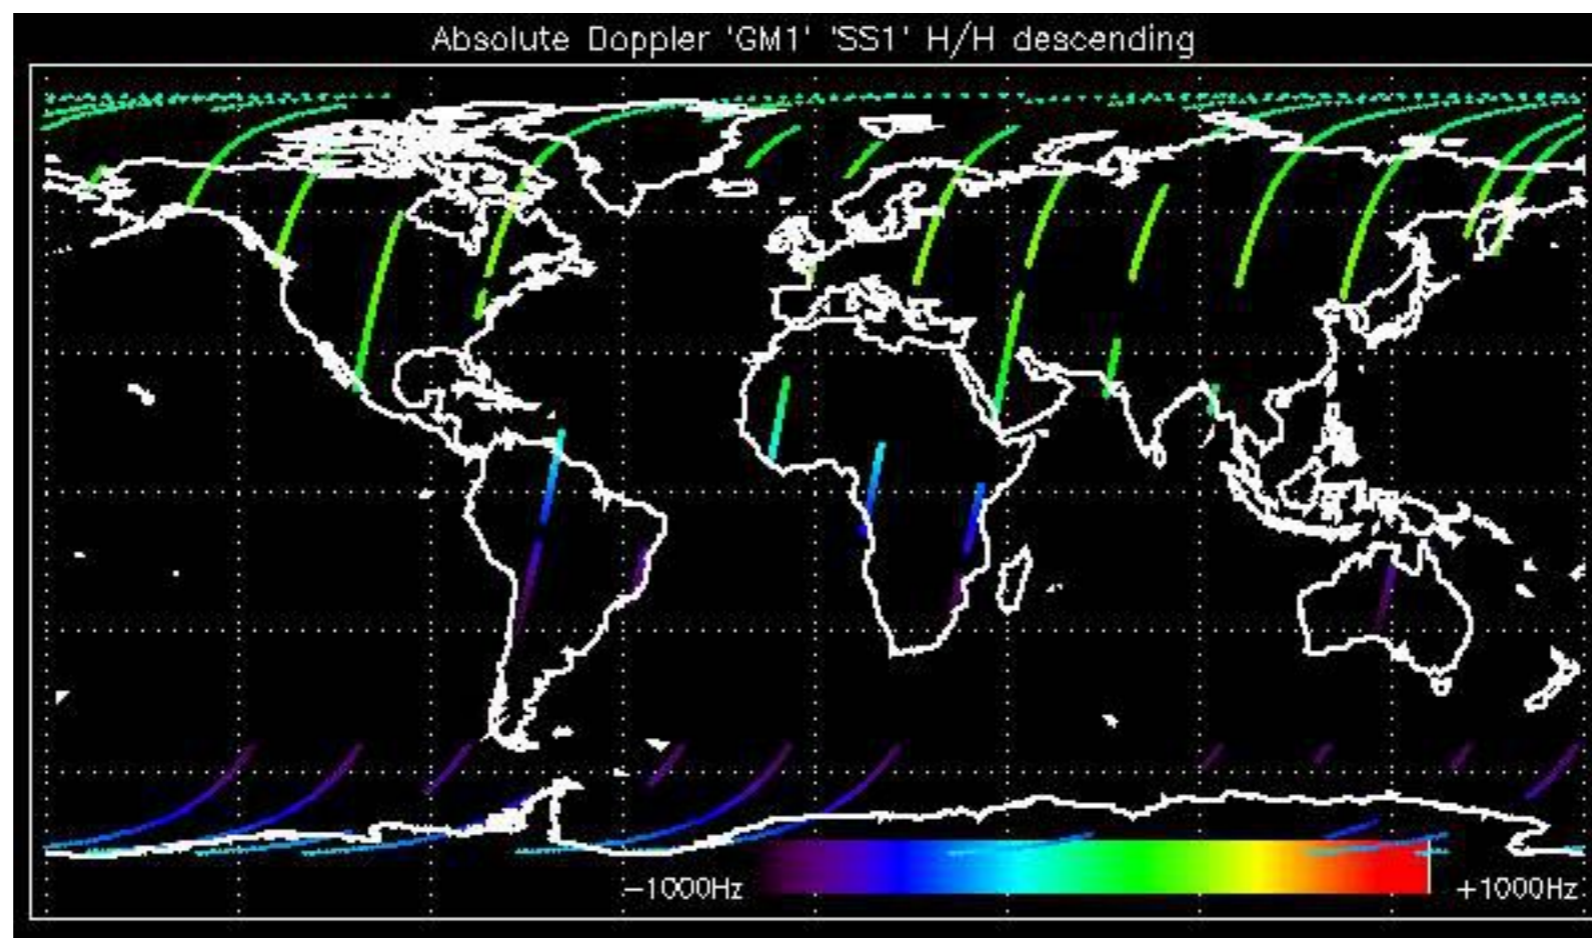 Absolute Doppler 'GM1' 'SS1' H/H descending
−1000Hz
+1000Hz